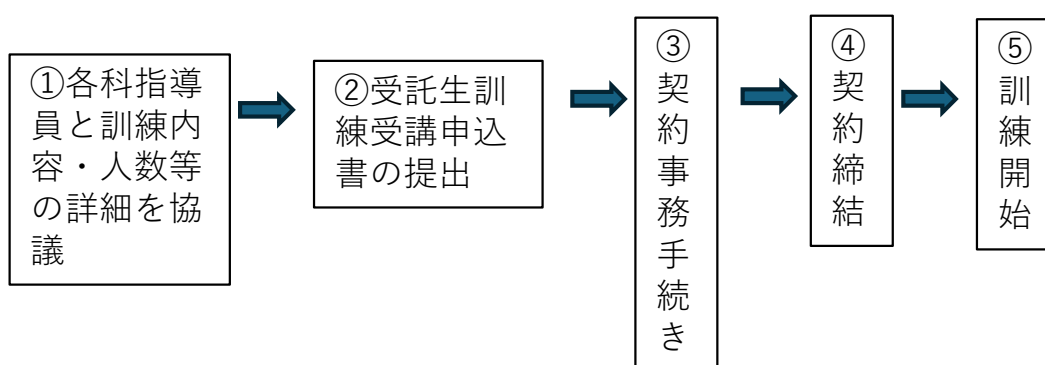 ①各科指導
員と訓練内
容・人数等
の詳細を協
議
②受託生訓
練受講申込
書の提出
③契約事務手続き
④契約締結
⑤訓練開始